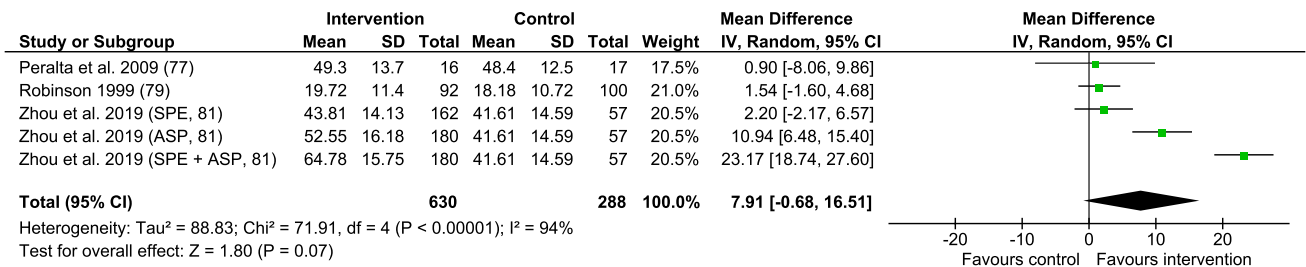 Intervention Control Mean Difference Mean Difference
Study or Subgroup Mean SD Total Mean SD Total Weight IV, Random, 95% CI IV, Random, 95% CI
Peralta et al. 2009 (77) 49.3 13.7 16 48.4 12.5 17 17.5% 0.90 [-8.06, 9.86]
Robinson 1999 (79) 19.72 11.4 92 18.18 10.72 100 21.0% 1.54 [-1.60, 4.68]
Zhou et al. 2019 (SPE, 81) 43.81 14.13 162 41.61 14.59 57 20.5% 2.20 [-2.17, 6.57]
Zhou et al. 2019 (ASP, 81) 52.55 16.18 180 41.61 14.59 57 20.5% 10.94 [6.48, 15.40]
Zhou et al. 2019 (SPE + ASP, 81) 64.78 15.75 180 41.61 14.59 57 20.5% 23.17 [18.74, 27.60]
Total (95% CI) 630 288 100.0% 7.91 [-0.68, 16.51]
Heterogeneity: Tau² = 88.83; Chi² = 71.91, df = 4 (P < 0.00001); I² = 94%
Test for overall effect: Z = 1.80 (P = 0.07)
-20 -10 0 10 20
Favours control Favours intervention